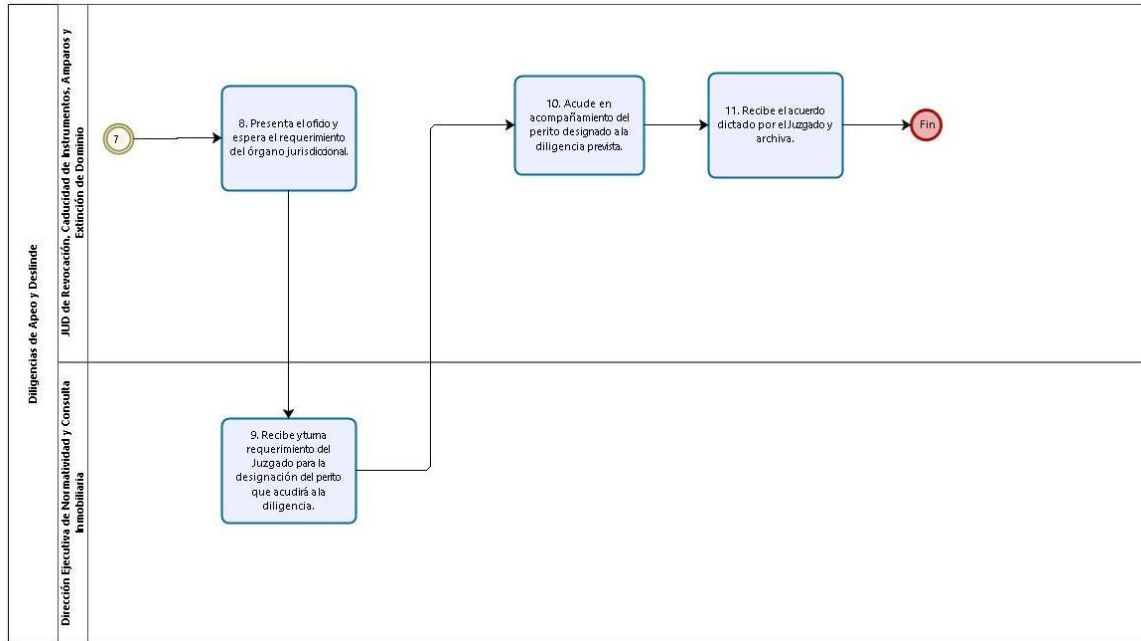 Diligencias de Apeo y Deslinde
JUD de Revocación, Caducidad de Instrumentos, Amparos y
Extinción de Dominio
7
8. Presenta el oficio y
espera el requerimiento
del órgano jurisdiccional.
10. Acude en
acompañamiento del
perito designado a la
diligencia prevista.
11. Recibe el acuerdo
dictado por el Juzgado y
archiva.
Fin
Dirección Ejecutiva de Normatividad y Consulta
Inmobiliaria
9. Recibe y turna
requerimiento del
Juzgado para la
designación del perito
que acudirá a la
diligencia.